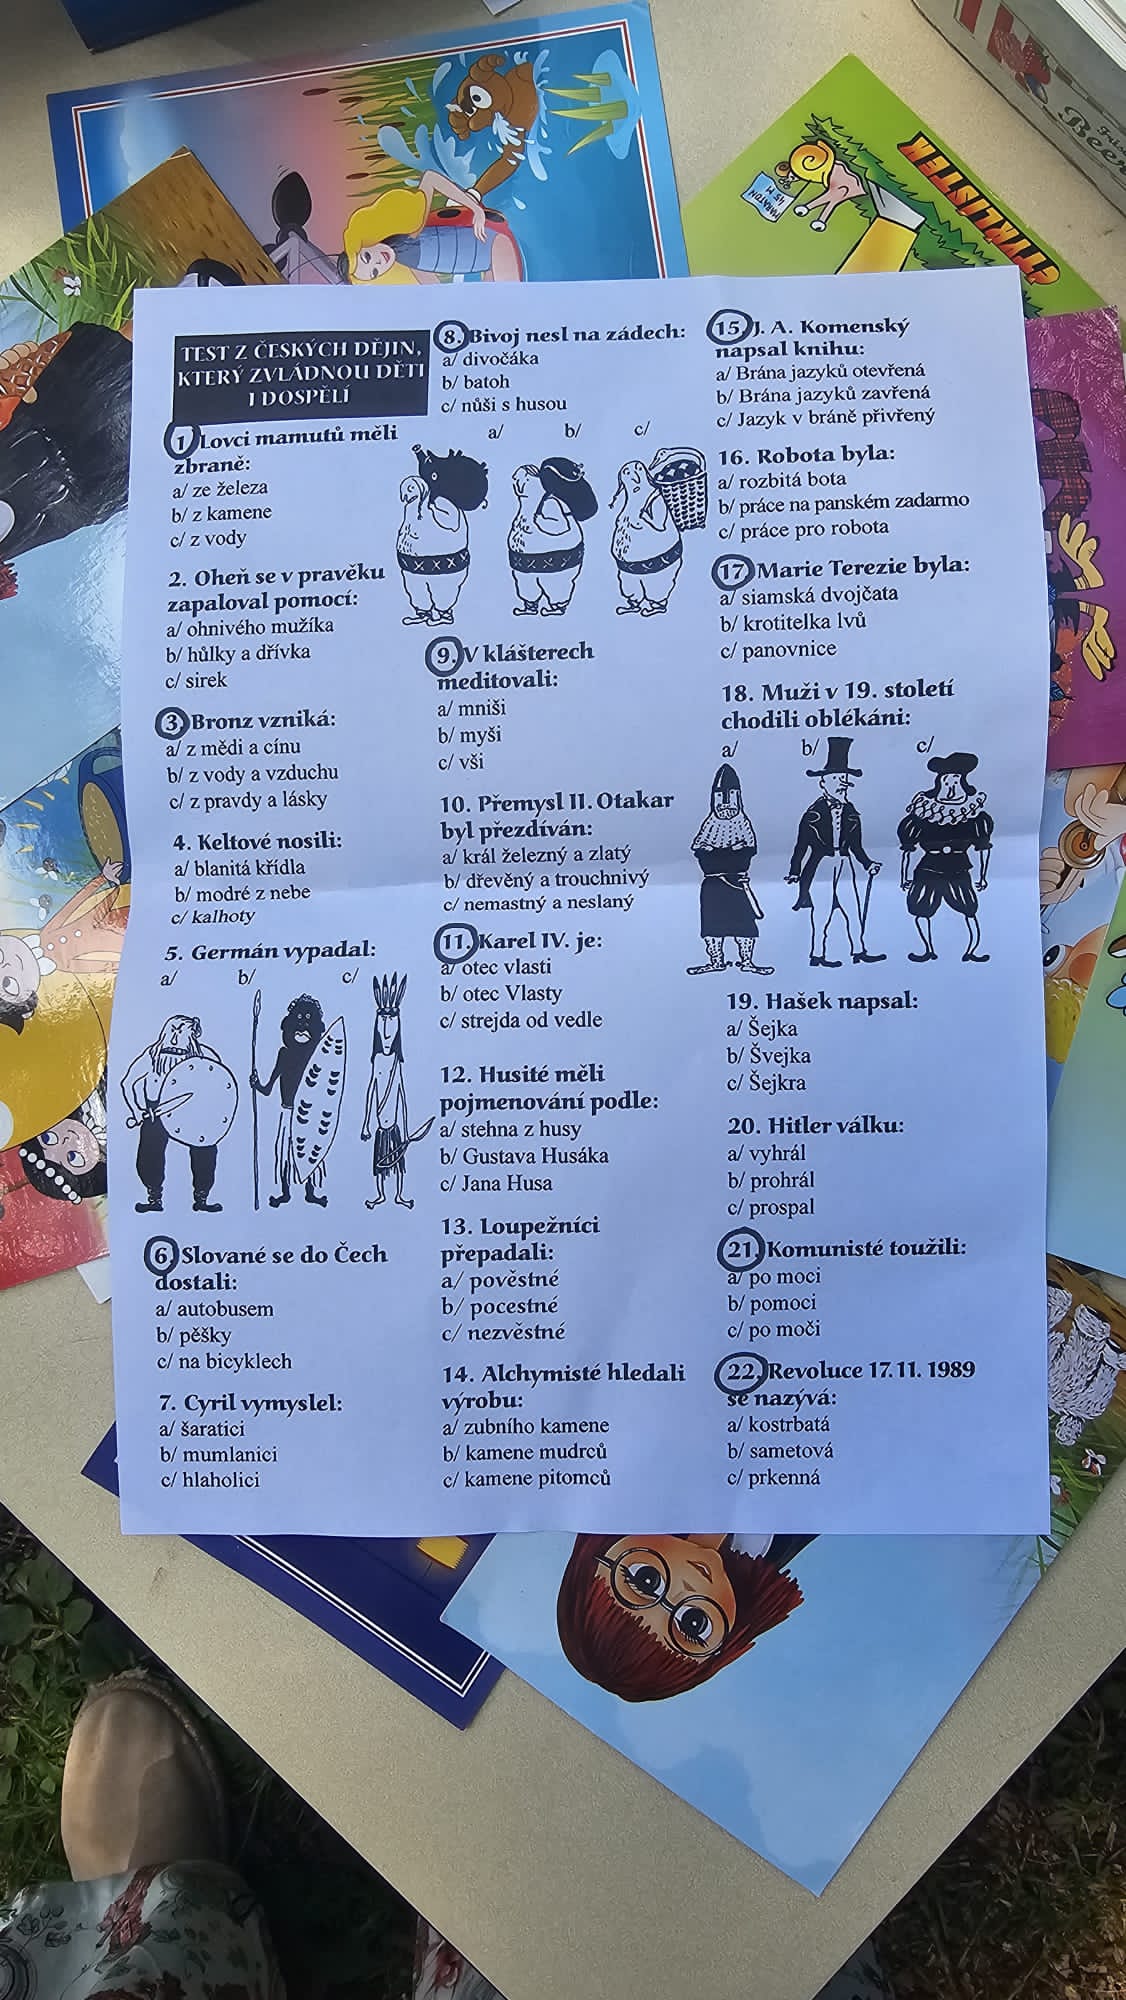 TEST Z ČESKÝCH DĚJIN,
KTERÝ ZVLÁDNOU DĚTI
I DOSPĚLÍ
1. Lovci mamutů měli
zbraně:
a/ ze železa
b/ z kamene
c/ z vody
2. Oheň se v pravěku
zapaloval pomocí:
a/ ohnivého mužíka
b/ hůlky a dřívka
c/ sirek
3. Bronz vzniká:
a/ z mědi a cínu
b/ z vody a vzduchu
c/ z pravdy a lásky
4. Keltové nosili:
a/ blanitá křídla
b/ modré z nebe
c/ kalhoty
5. Germán vypadal:
a/ b/ c/
6. Slované se do Čech
dostali:
a/ autobusem
b/ pěšky
c/ na bicyklech
7. Cyril vymyslel:
a/ šaratici
b/ mumlanici
c/ hlaholici
8. Bivoj nesl na zádech:
a/ divočáka
b/ batoh
c/ nůši s husou
a/ b/ c/
9. V klášterech
meditovali:
a/ mniši
b/ myši
c/ vši
10. Přemysl II. Otakar
byl přezdíván:
a/ král železný a zlatý
b/ dřevěný a trouchnivý
c/ nemastný a neslaný
11. Karel IV. je:
a/ otec vlasti
b/ otec Vlasty
c/ strejda od vedle
12. Husité měli
pojmenování podle:
a/ stehna z husy
b/ Gustava Husáka
c/ Jana Husa
13. Loupežníci
přepadali:
a/ pověstné
b/ pocestné
c/ nezvěstné
14. Alchymisté hledali
výrobu:
a/ zubního kamene
b/ kamene mudrců
c/ kamene pitomců
15. J. A. Komenský
napsal knihu:
a/ Brána jazyků otevřená
b/ Brána jazyků zavřená
c/ Jazyk v bráně přivřený
16. Robota byla:
a/ rozbitá bota
b/ práce na panském zadarmo
c/ práce pro robota
17. Marie Terezie byla:
a/ siamská dvojčata
b/ krotitelka lvů
c/ panovnice
18. Muži v 19. století
chodili oblékáni:
a/ b/ c/
19. Hašek napsal:
a/ Šejka
b/ Švejka
c/ Šejkra
20. Hitler válku:
a/ vyhrál
b/ prohrál
c/ prospal
21. Komunisté toužili:
a/ po moci
b/ pomoci
c/ po moči
22. Revoluce 17. 11. 1989
se nazývá:
a/ kostrbatá
b/ sametová
c/ prkenná
MARATON
45 M
Beer